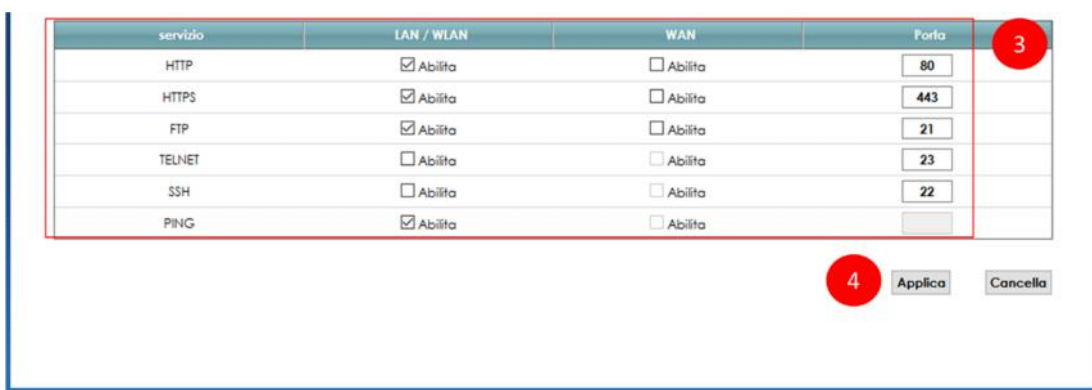 servizio LAN / WLAN WAN Porta
3
HTTP Abilita Abilita 80
HTTPS Abilita Abilita 443
FTP Abilita Abilita 21
TELNET Abilita Abilita 23
SSH Abilita Abilita 22
PING Abilita Abilita
4 Applica Cancella